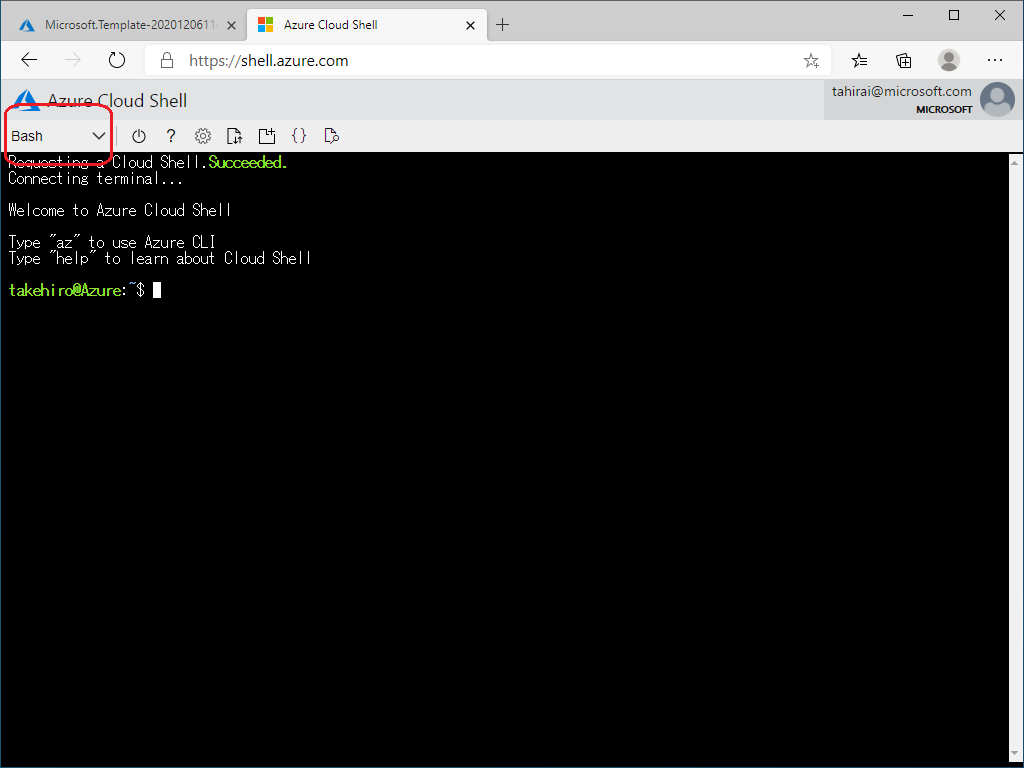 Microsoft.Template-2020120611
Azure Cloud Shell
https://shell.azure.com
Azure Cloud Shell
tahirai@microsoft.com
MICROSOFT
Bash
Requesting a Cloud Shell.Succeeded.
Connecting terminal...
Welcome to Azure Cloud Shell
Type "az" to use Azure CLI
Type "help" to learn about Cloud Shell
takehiro@Azure:~$